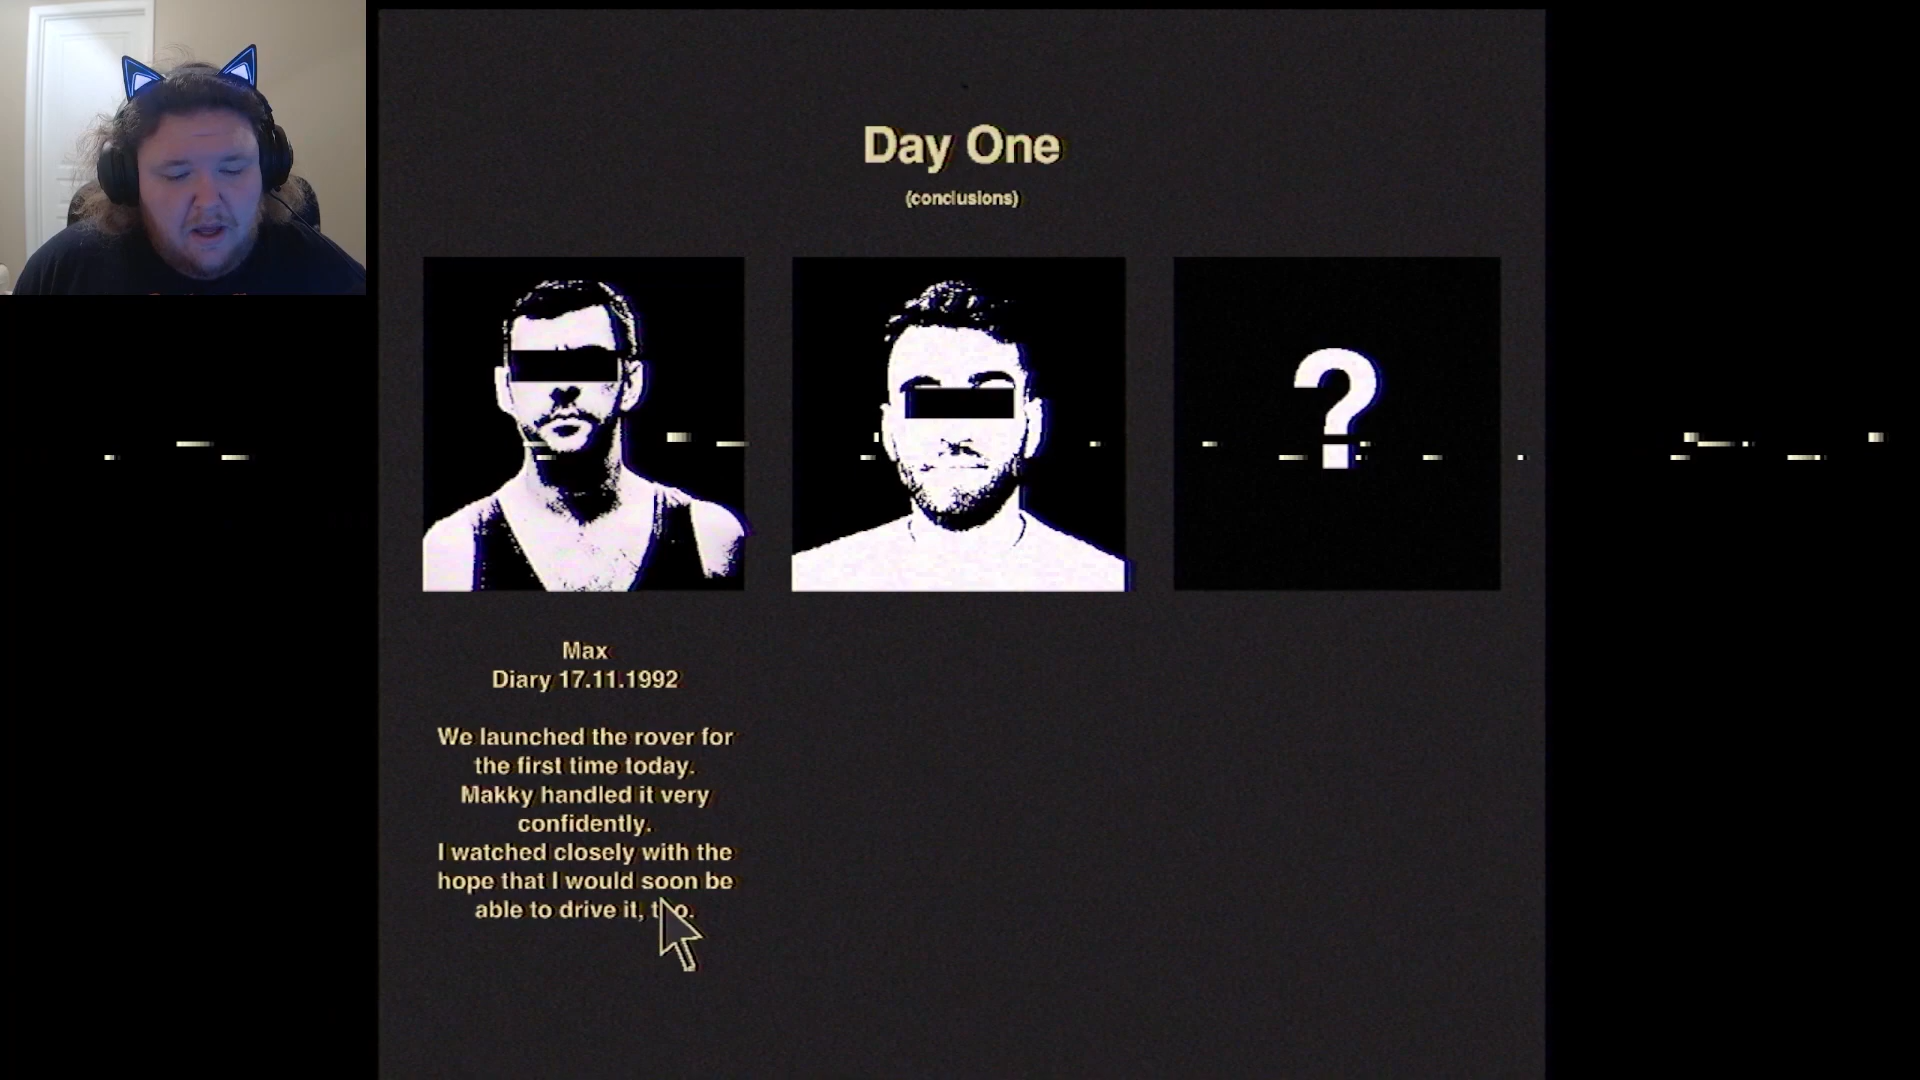 Day One
(conclusions)
?
Max
Diary 17.11.1992
We launched the rover for
the first time today.
Makky handled it very
confidently.
I watched closely with the
hope that I would soon be
able to drive it, too.